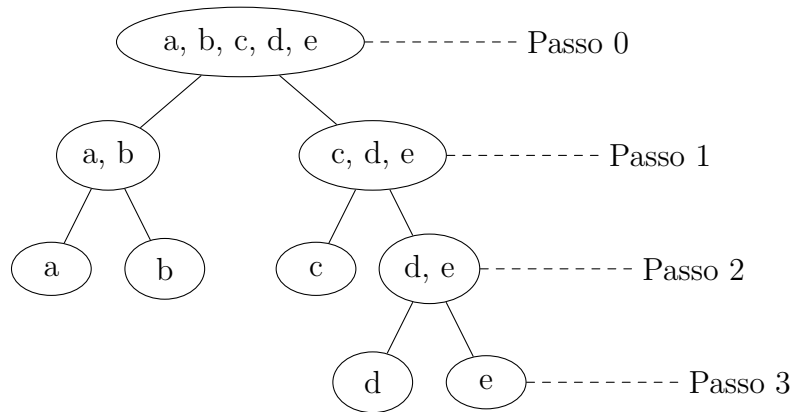 a, b, c, d, e Passo 0
a, b c, d, e Passo 1
a b c d, e Passo 2
d e Passo 3